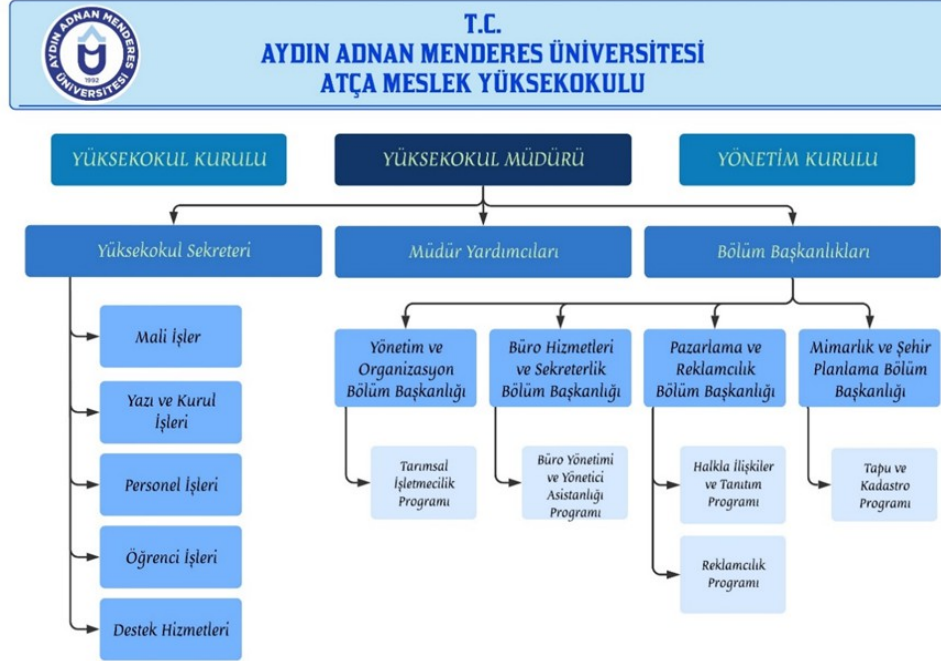 T.C.
AYDIN ADNAN MENDERES ÜNİVERSİTESİ
ATÇA MESLEK YÜKSEKOKULU
AYDIN ADNAN MENDERES
ÜNİVERSİTESİ
1992
YÜKSEKOKUL KURULU
YÜKSEKOKUL MÜDÜRÜ
YÖNETİM KURULU
Yüksekokul Sekreteri
Müdür Yardımcıları
Bölüm Başkanlıkları
Mali İşler
Yazı ve Kurul
İşleri
Personel İşleri
Öğrenci İşleri
Destek Hizmetleri
Yönetim ve
Organizasyon
Bölüm Başkanlığı
Tarımsal
İşletmecilik
Programı
Büro Hizmetleri
ve Sekreterlik
Bölüm Başkanlığı
Büro Yönetimi
ve Yönetici
Asistanlığı
Programı
Pazarlama ve
Reklamcılık
Bölüm Başkanlığı
Halkla İlişkiler
ve Tanıtım
Programı
Reklamcılık
Programı
Mimarlık ve Şehir
Planlama Bölüm
Başkanlığı
Tapu ve
Kadastro
Programı